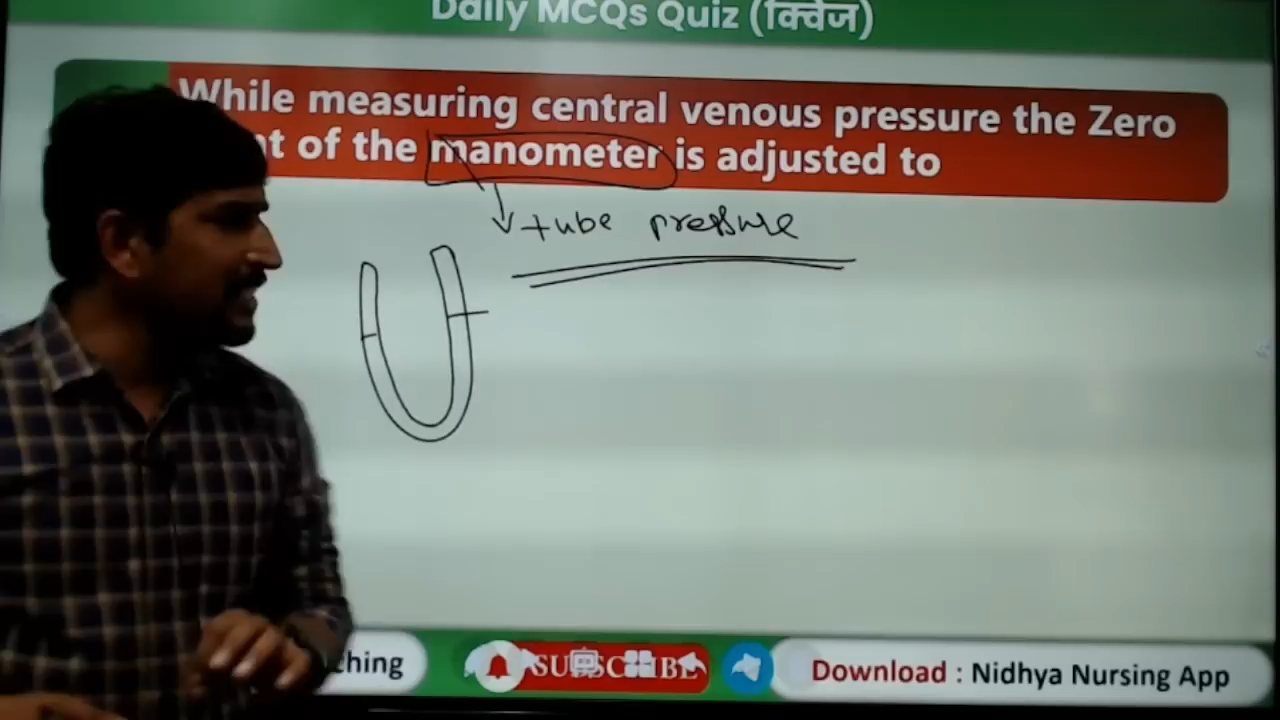 Daily MCQs Quiz (क्विज)
While measuring central venous pressure the Zero
of the manometer is adjusted to
tube pressure
SUBSCRIBE
Download : Nidhya Nursing App